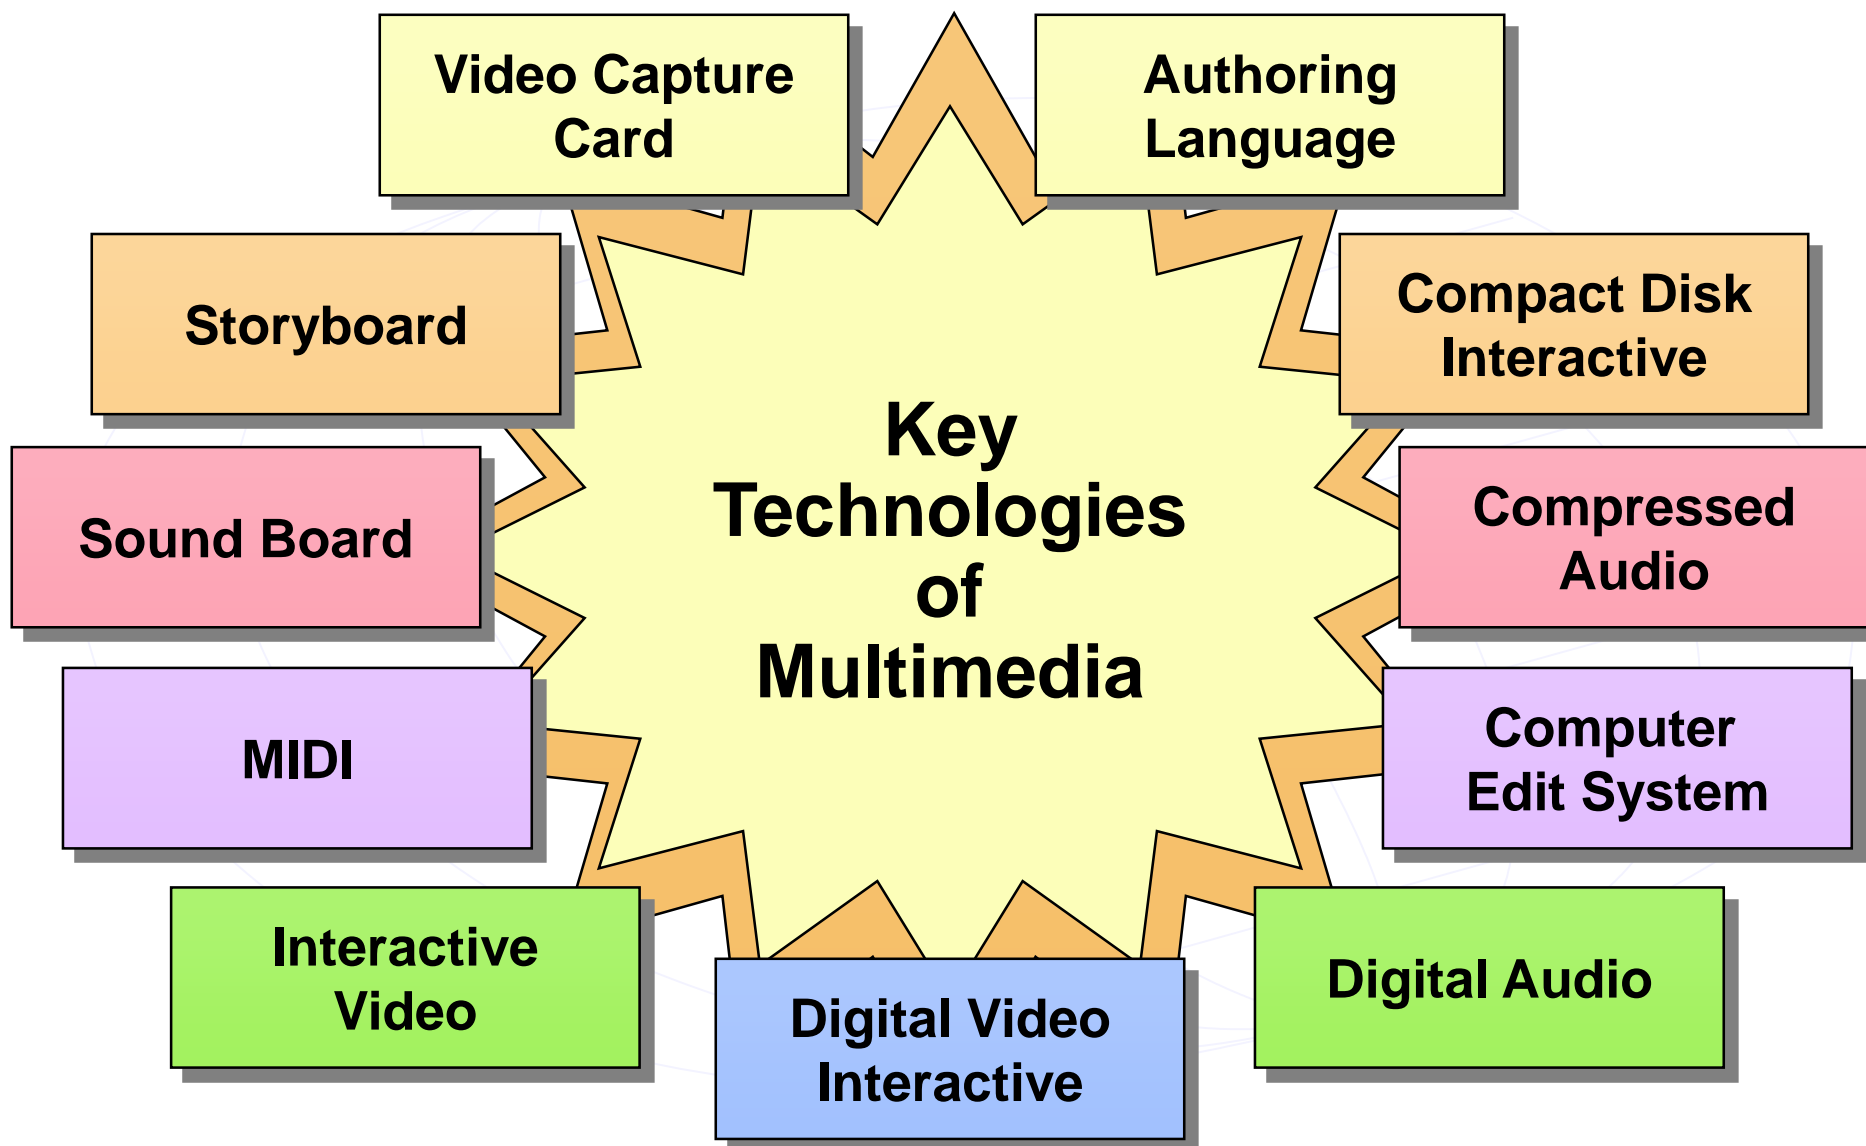 Video Capture
Card
Authoring
Language
Storyboard
Compact Disk
Interactive
Key
Technologies
of
Multimedia
Sound Board
Compressed
Audio
MIDI
Computer
Edit System
Interactive
Video
Digital Video
Interactive
Digital Audio